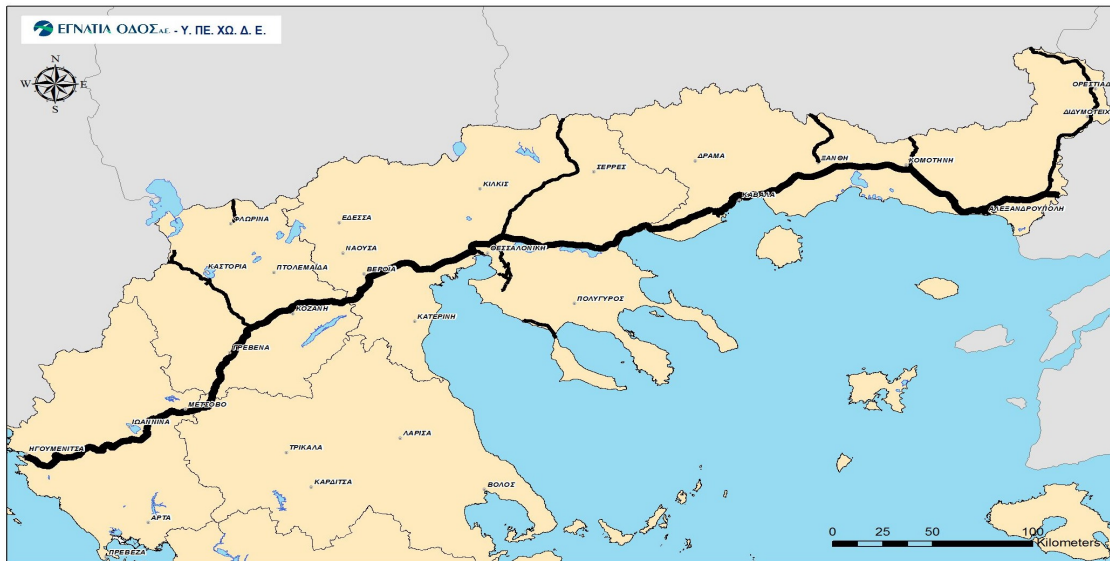 ΕΓΝΑΤΙΑ ΟΔΟΣ Α.Ε. - Υ. ΠΕ. ΧΩ. Δ. Ε.
N
W E
S
ΟΡΕΣΤΙΑΔ
ΔΙΔΥΜΟΤΕΙΧ
ΔΡΑΜΑ
ΞΑΝΘΗ
ΚΟΜΟΤΗΝΗ
ΣΕΡΡΕΣ
ΚΙΛΚΙΣ
ΚΑΒΑΛΑ
ΑΛΕΞΑΝΔΡΟΥΠΟΛΗ
ΦΛΩΡΙΝΑ
ΕΔΕΣΣΑ
ΝΑΟΥΣΑ
ΘΕΣΣΑΛΟΝΙΚΗ
ΚΑΣΤΟΡΙΑ
ΠΤΟΛΕΜΑΪΔΑ
ΒΕΡΟΙΑ
ΠΟΛΥΓΥΡΟΣ
ΚΟΖΑΝΗ
ΚΑΤΕΡΙΝΗ
ΓΡΕΒΕΝΑ
ΜΕΤΣΟΒΟ
ΙΩΑΝΝΙΝΑ
ΗΓΟΥΜΕΝΙΤΣΑ
ΛΑΡΙΣΑ
ΤΡΙΚΑΛΑ
ΚΑΡΔΙΤΣΑ
ΒΟΛΟΣ
ΑΡΤΑ
ΠΡΕΒΕΖΑ
0 25 50 100
Kilometers